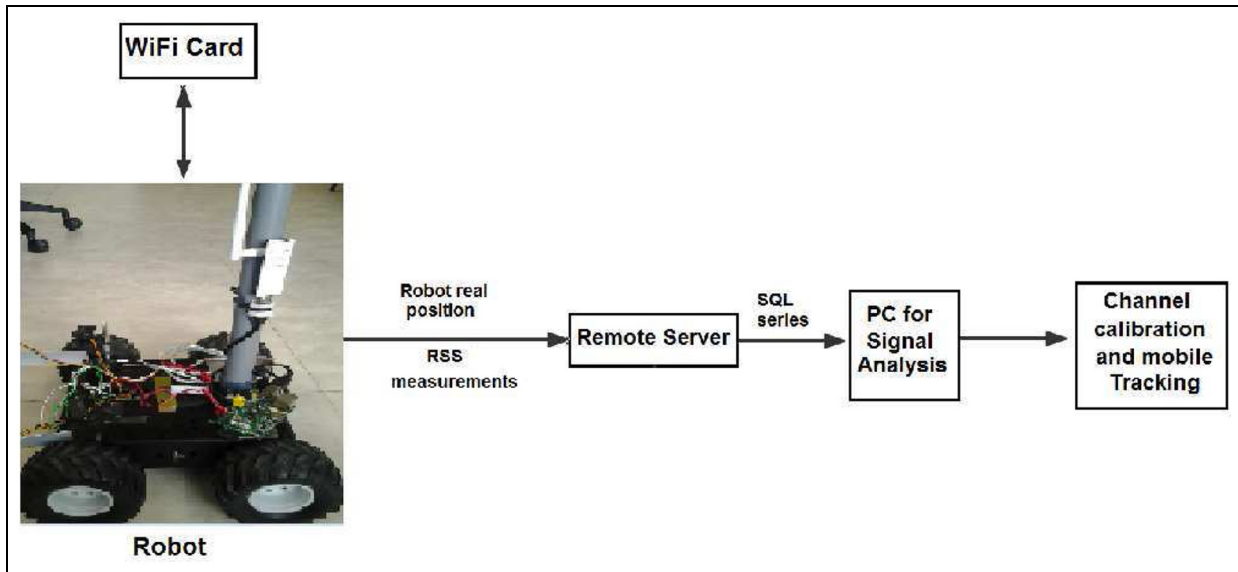 WiFi Card
Robot real
position
RSS
measurements
Robot
Remote Server
SQL
series
PC for
Signal
Analysis
Channel
calibration
and mobile
Tracking